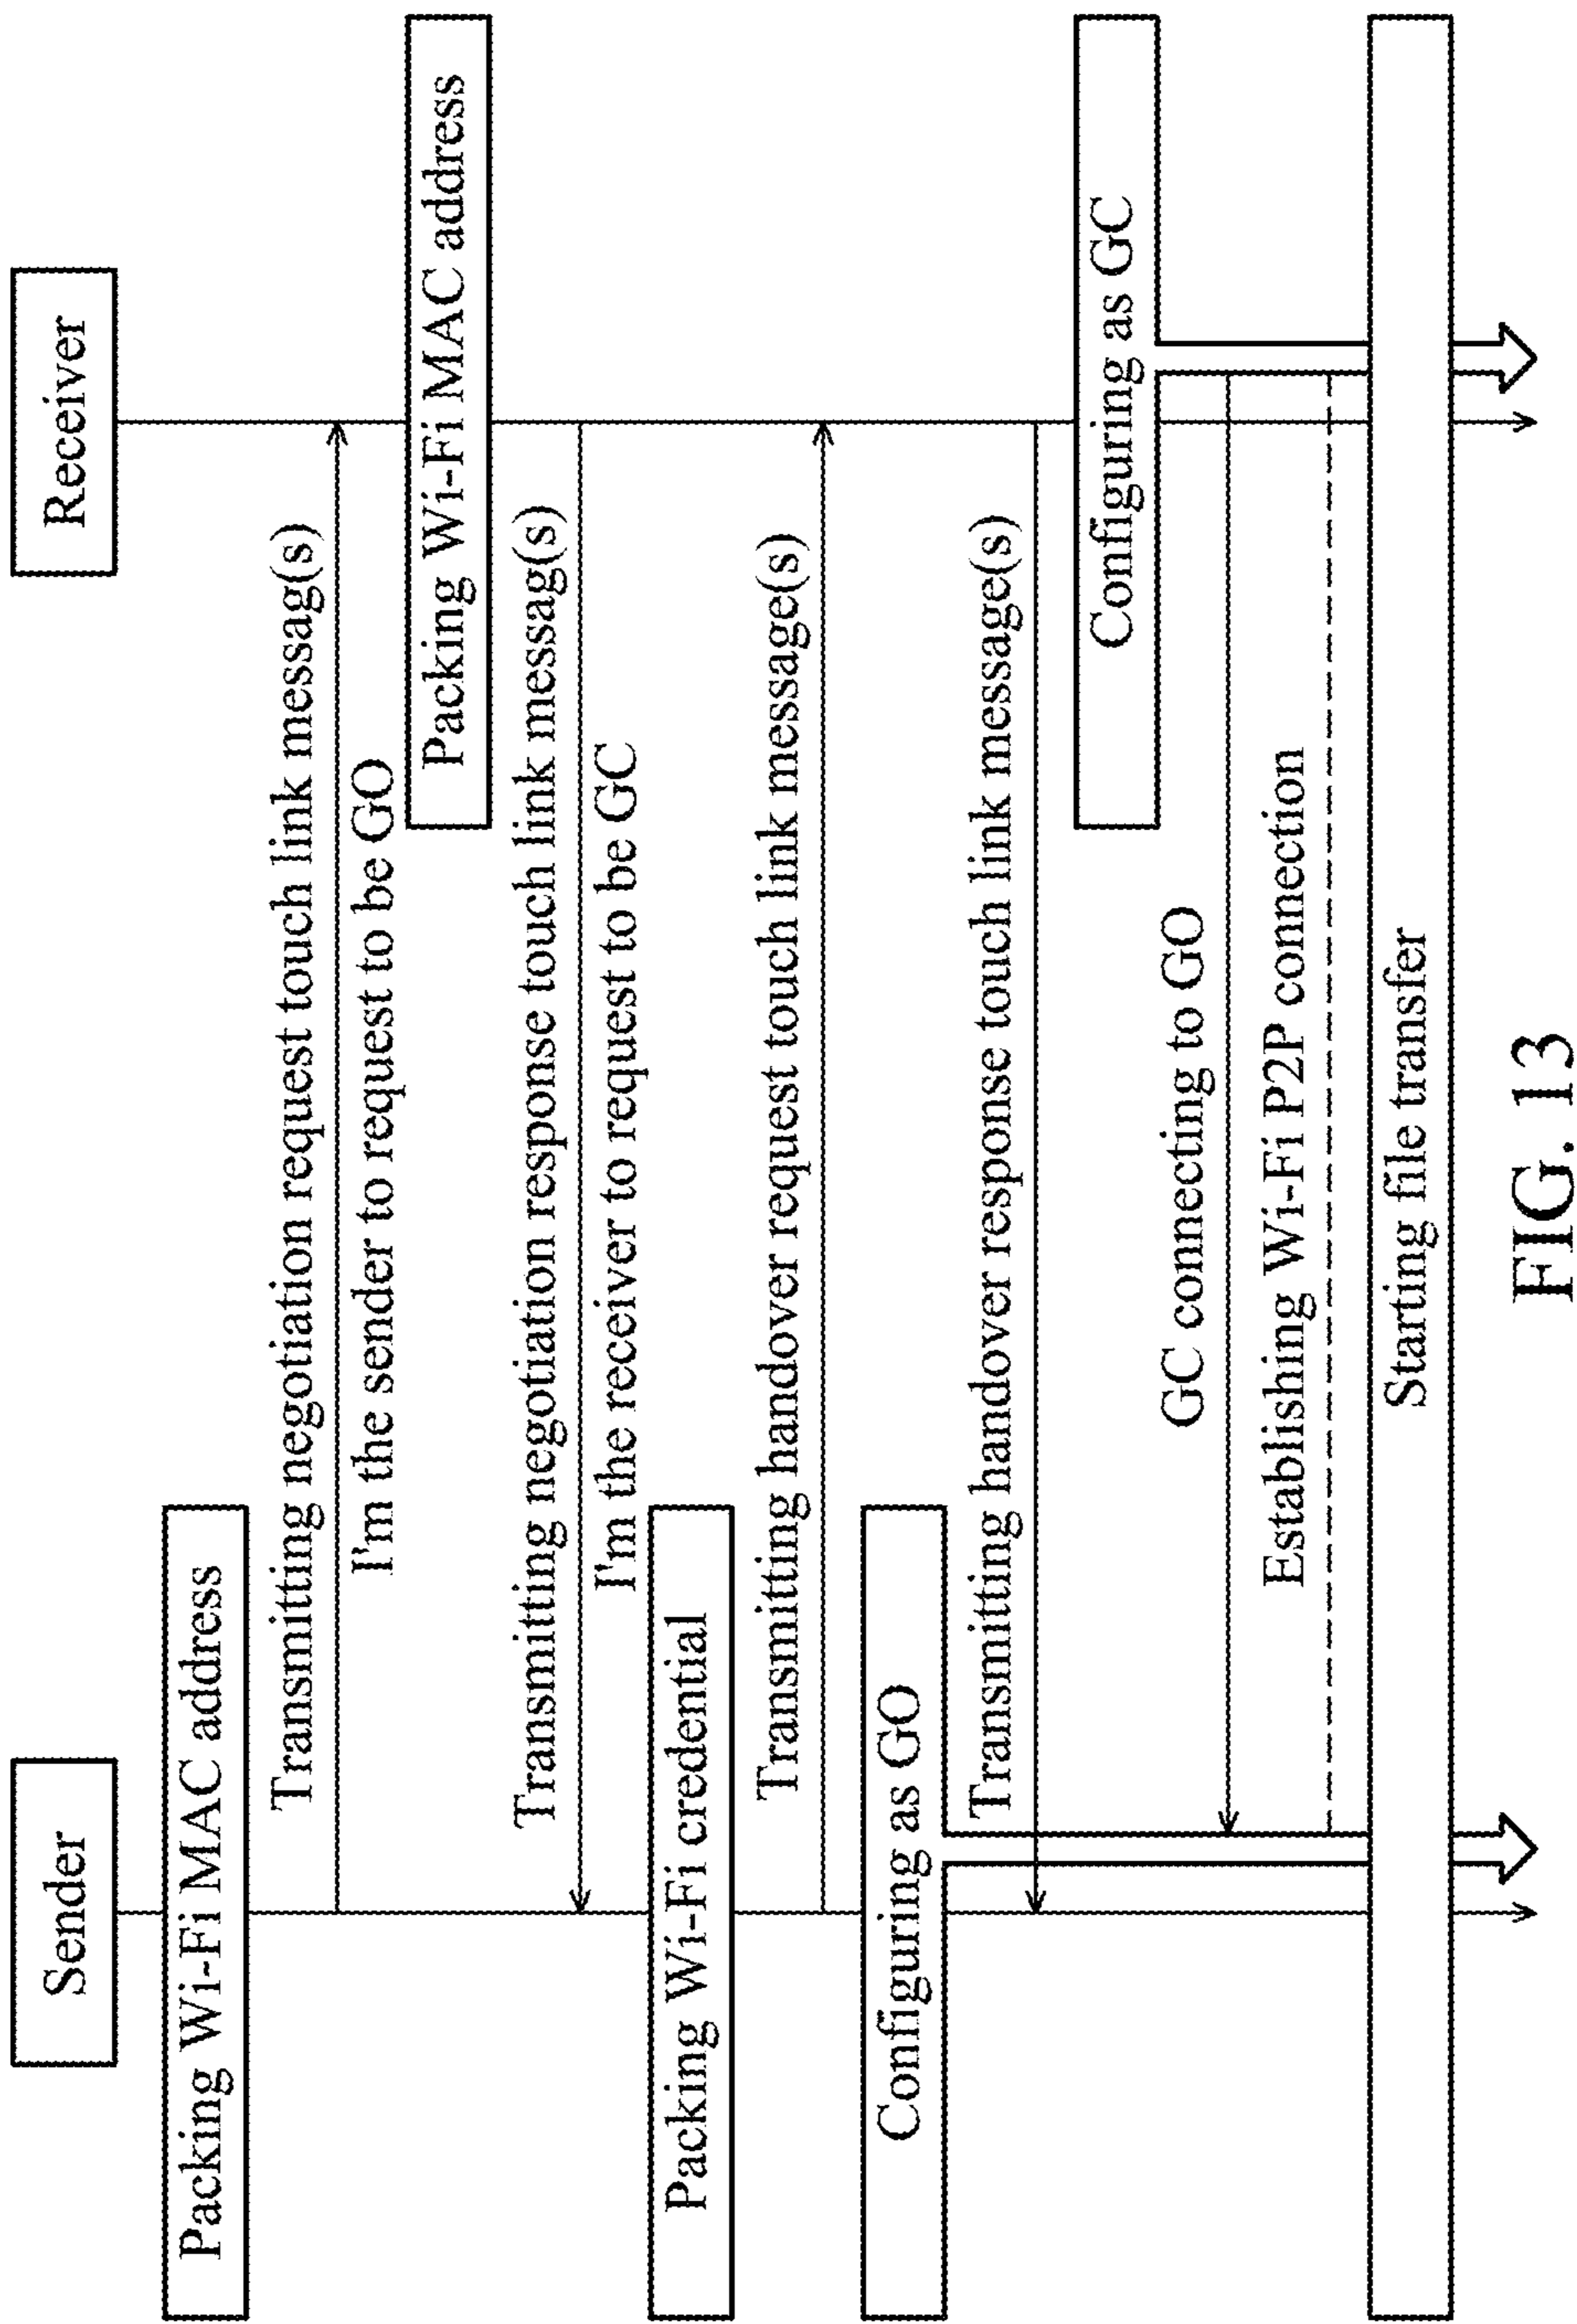 Sender
Receiver
Packing Wi-Fi MAC address
Transmitting negotiation request touch link messag(s)
I'm the sender to request to be GO
Packing Wi-Fi MAC address
Transmitting negotiation response touch link messag(s)
I'm the receiver to request to be GC
Packing Wi-Fi credential
Transmitting handover request touch link message(s)
Configuring as GO
Transmitting handover response touch link message(s)
Configuring as GC
GC connecting to GO
Establishing Wi-Fi P2P connection
Starting file transfer
FIG. 13